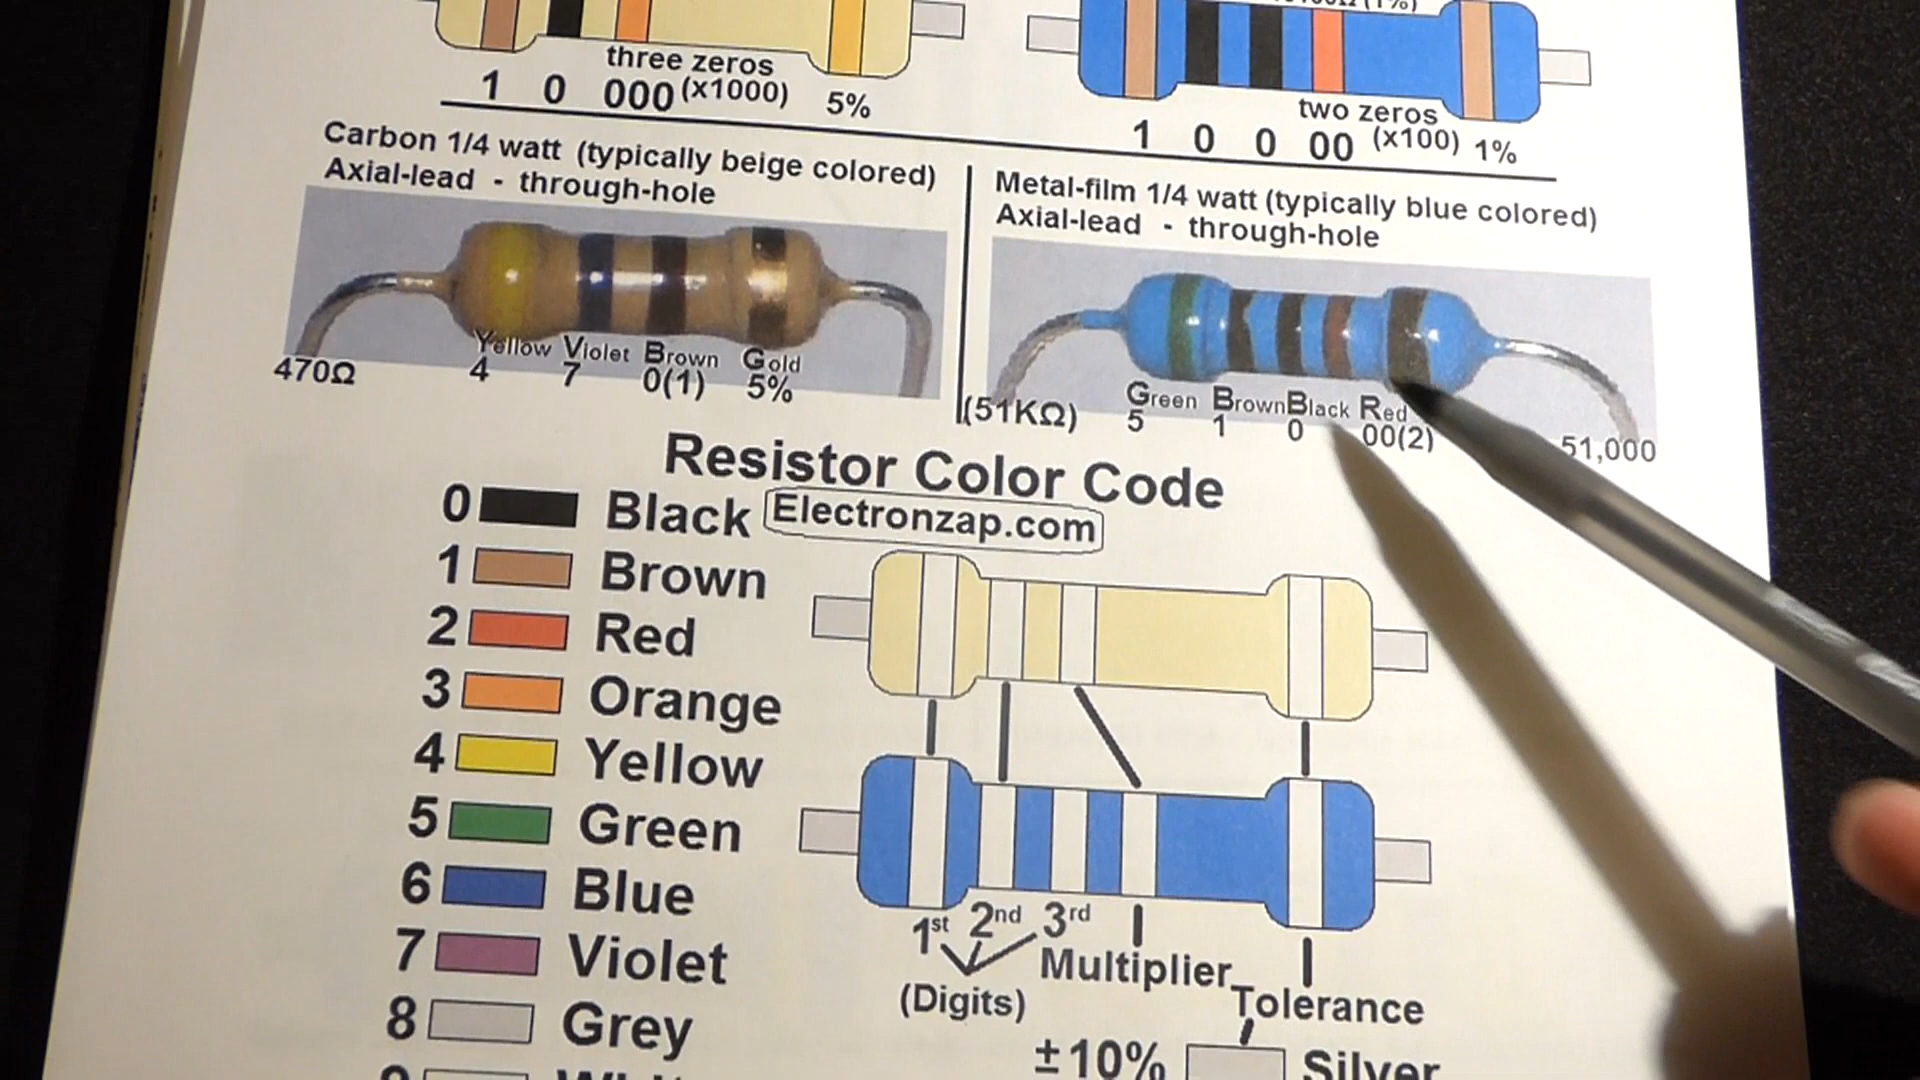 three zeros
1 0 000 (x1000) 5%
two zeros
1 0 0 00 (x100) 1%
Carbon 1/4 watt (typically beige colored)
Axial-lead - through-hole
Metal-film 1/4 watt (typically blue colored)
Axial-lead - through-hole
Yellow Violet Brown Gold
470Ω 4 7 0(1) 5%
Green Brown Black Red
(51KΩ) 5 1 0 00(2) 51,000
Resistor Color Code
Electronzap.com
0 Black
1 Brown
2 Red
3 Orange
4 Yellow
5 Green
6 Blue
7 Violet
8 Grey
1st 2nd 3rd
(Digits)
Multiplier
Tolerance
±10% Silver